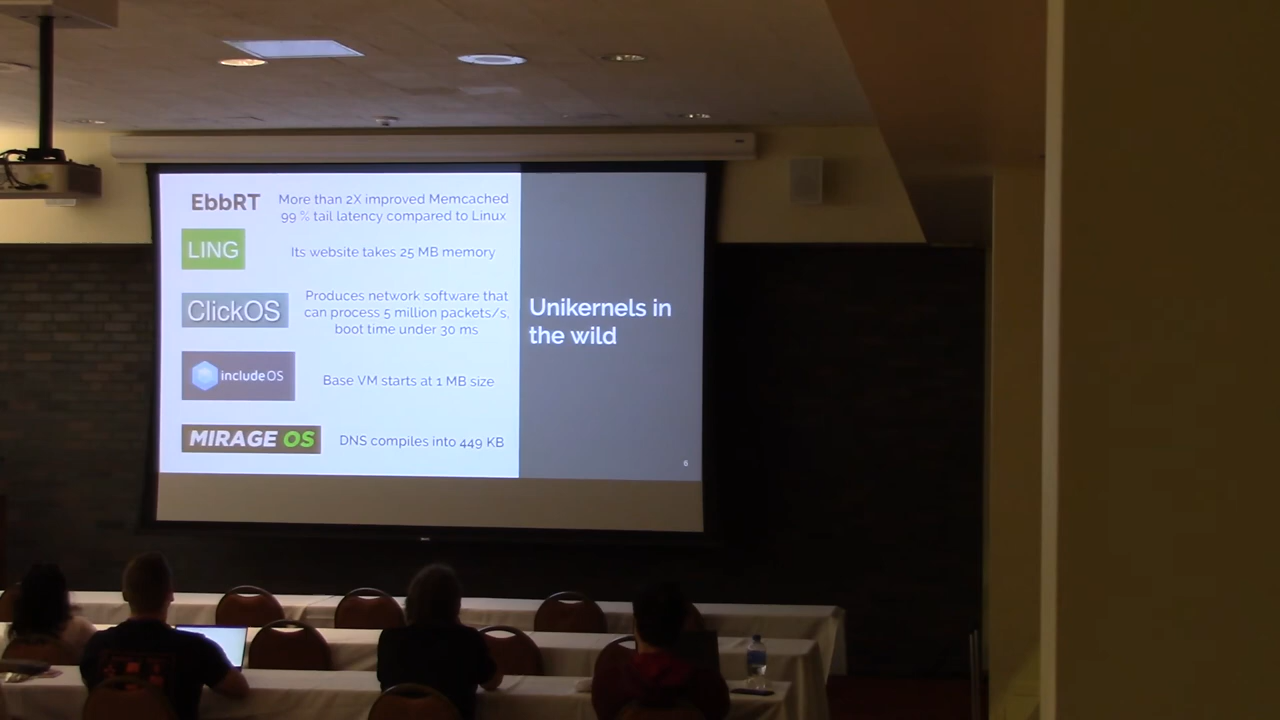 EbbRT
More than 2X improved Memcached
99 % tail latency compared to Linux
LING
Its website takes 25 MB memory
ClickOS
Produces network software that
can process 5 million packets/s,
boot time under 30 ms
includeOS
Base VM starts at 1 MB size
MIRAGE OS
DNS compiles into 449 KB
Unikernels in
the wild
6